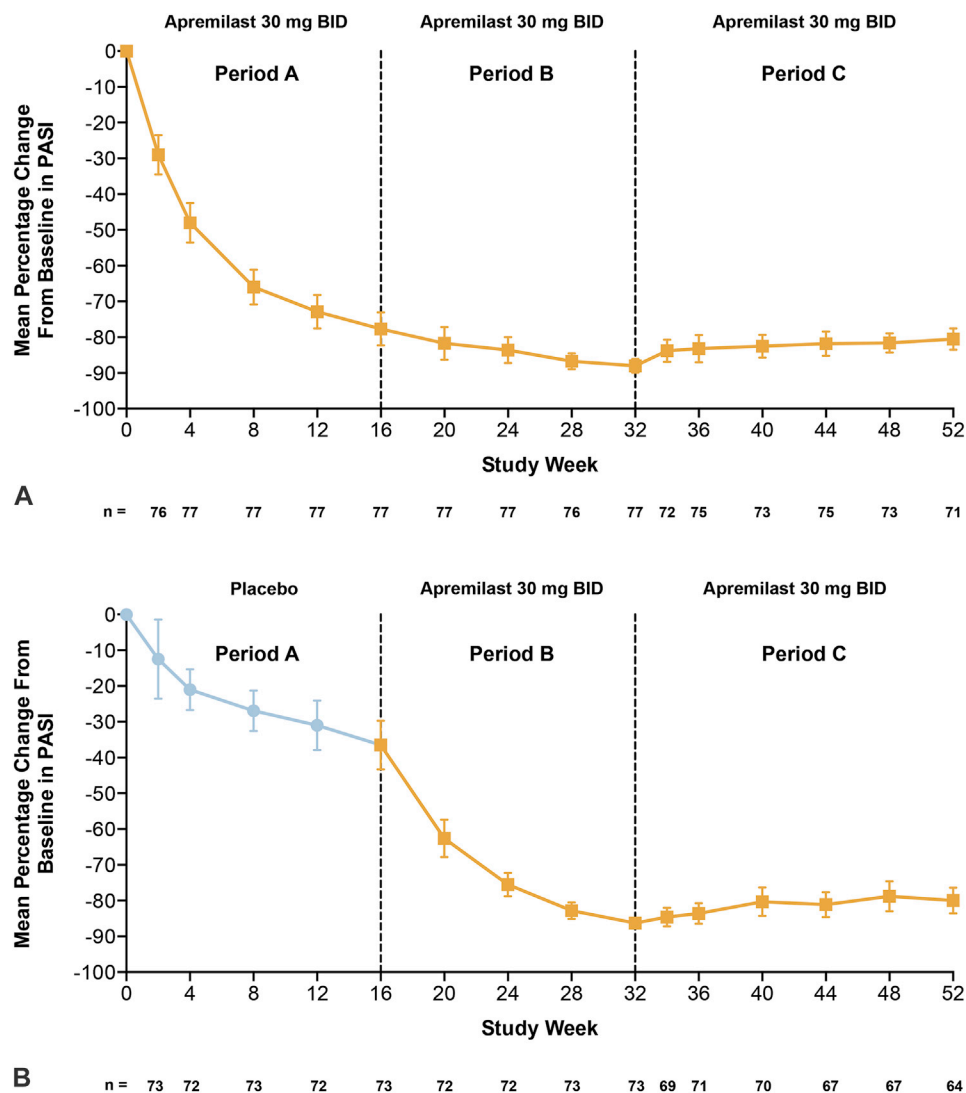 Apremilast 30 mg BID Apremilast 30 mg BID Apremilast 30 mg BID
Period A Period B Period C
Mean Percentage Change
From Baseline in PASI
0
-10
-20
-30
-40
-50
-60
-70
-80
-90
-100
0 4 8 12 16 20 24 28 32 36 40 44 48 52
Study Week
A
n = 76 77 77 77 77 77 77 76 77 72 75 73 75 73 71
Placebo Apremilast 30 mg BID Apremilast 30 mg BID
Period A Period B Period C
Mean Percentage Change From
Baseline in PASI
0
-10
-20
-30
-40
-50
-60
-70
-80
-90
-100
0 4 8 12 16 20 24 28 32 36 40 44 48 52
Study Week
B
n = 73 72 73 72 73 72 72 73 73 69 71 70 67 67 64